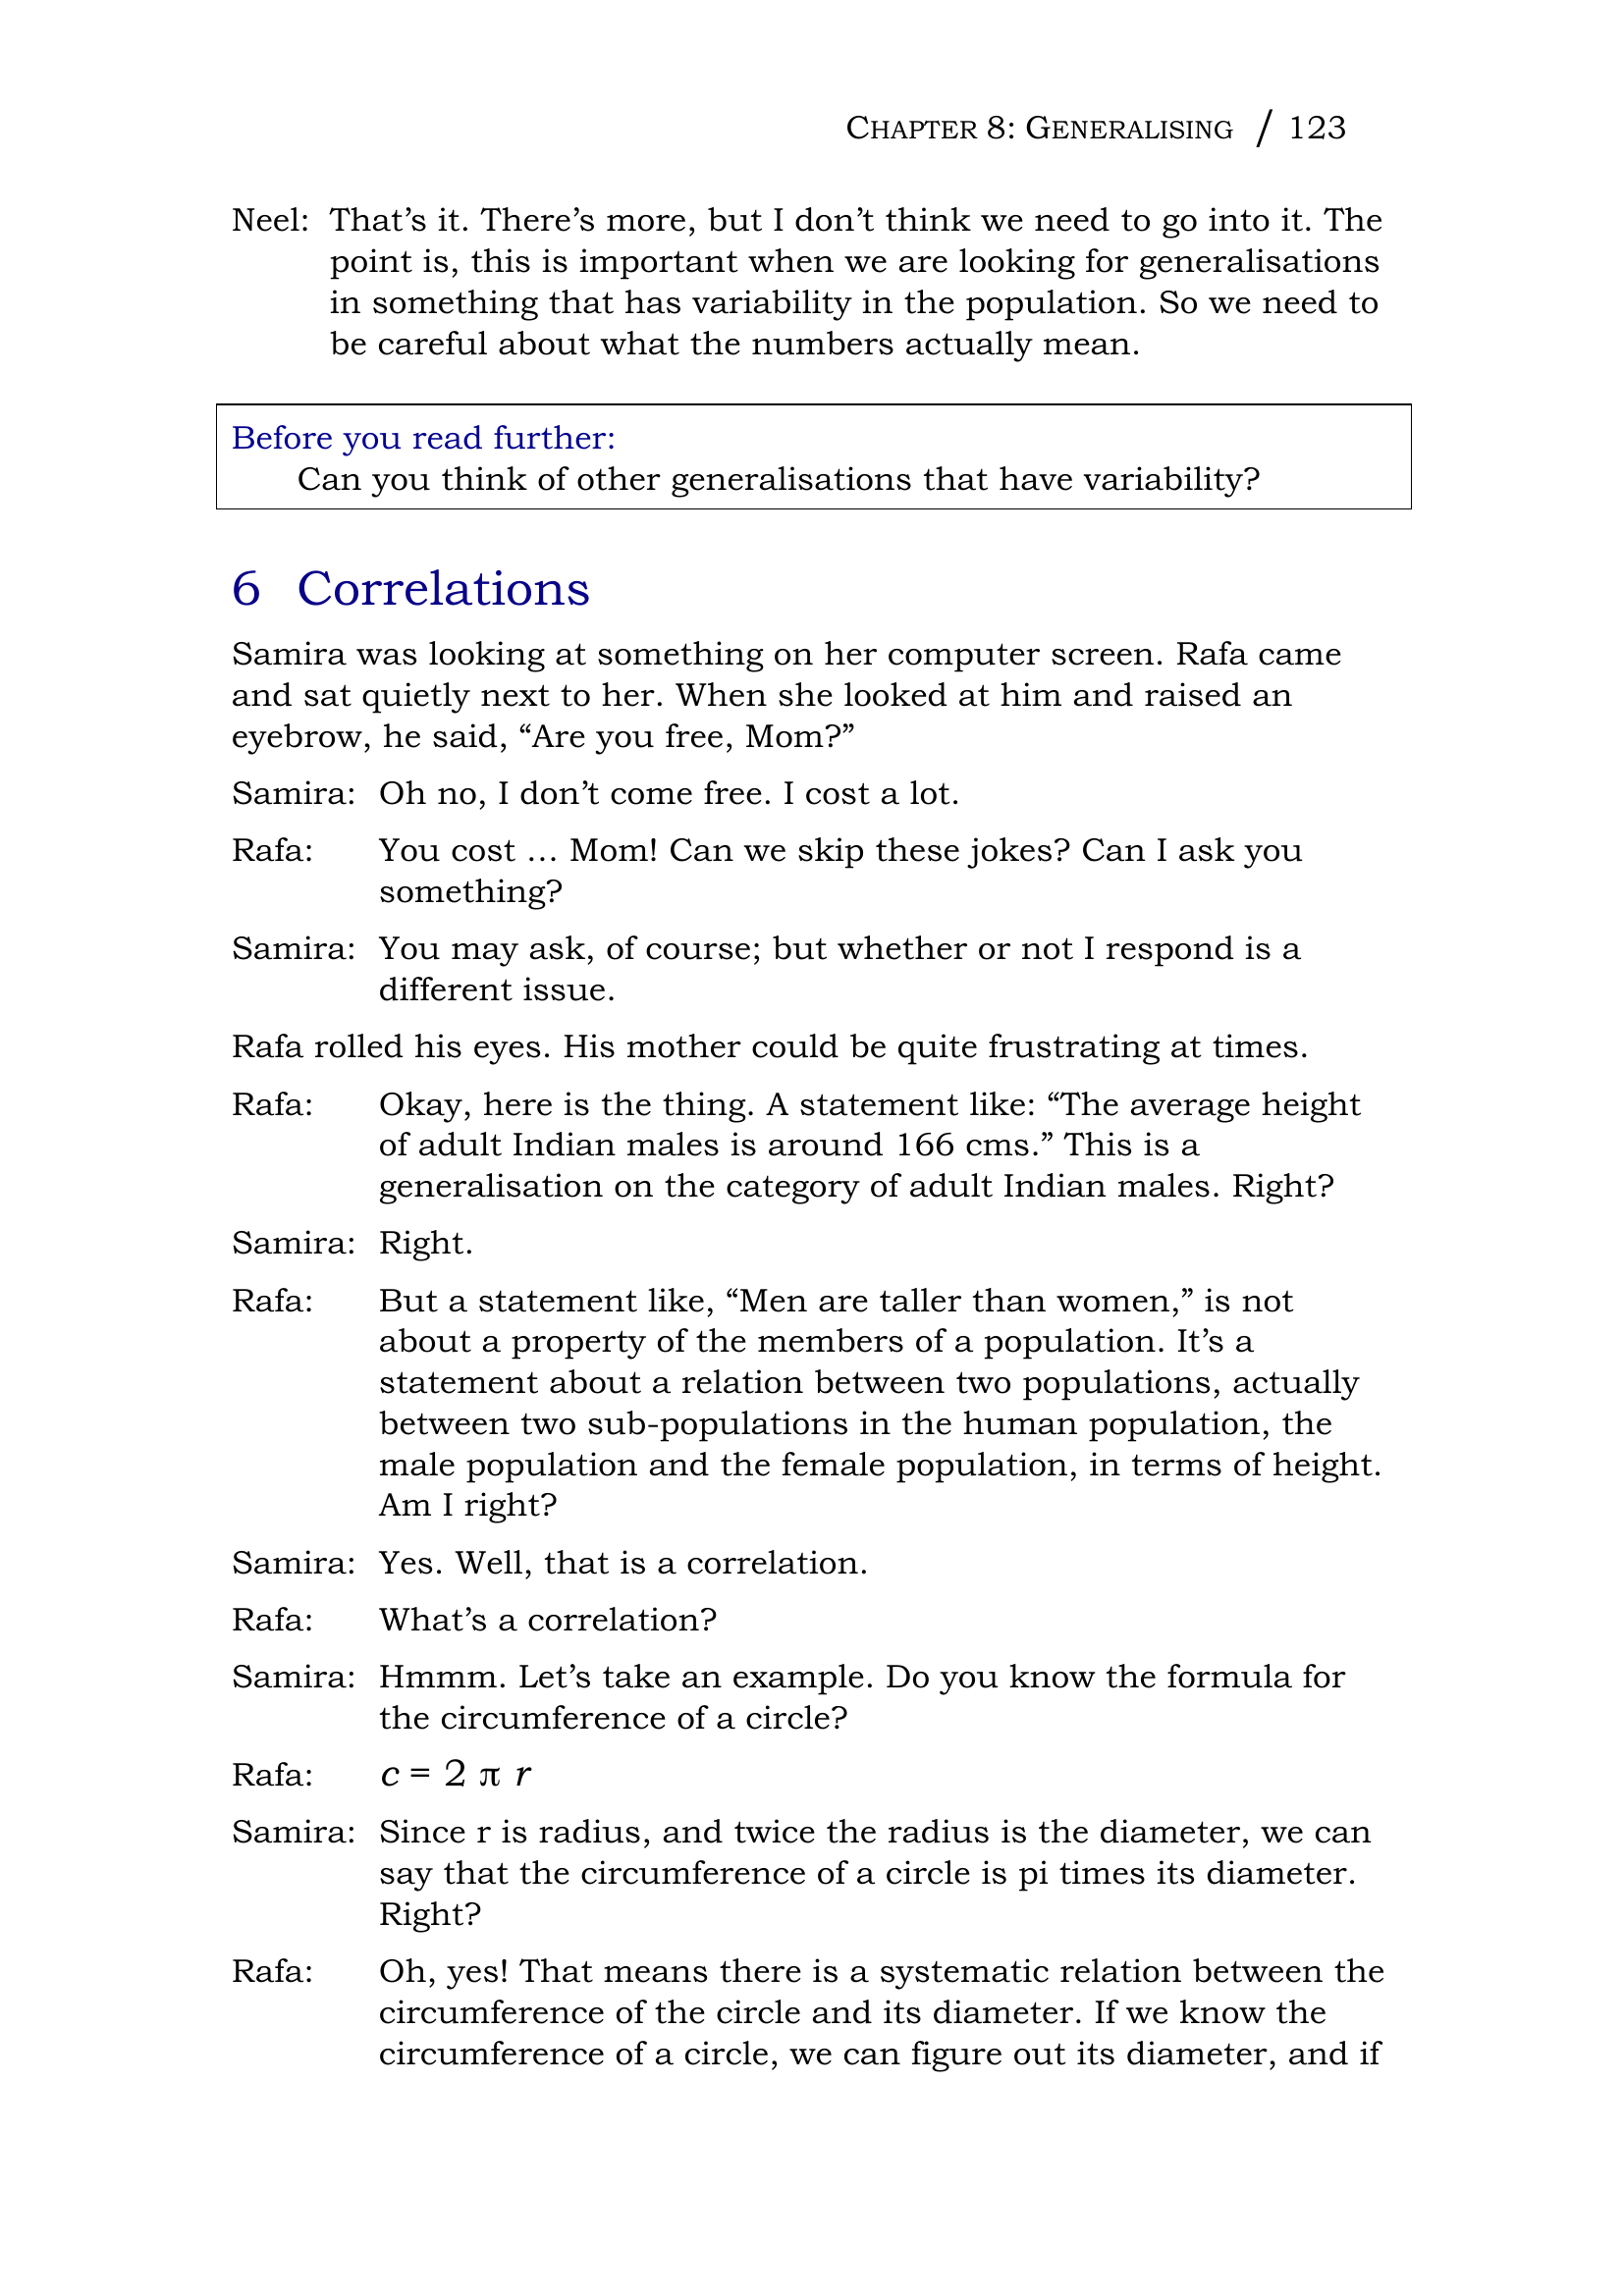 CHAPTER 8: GENERALISING / 123
Neel: That’s it. There’s more, but I don’t think we need to go into it. The
point is, this is important when we are looking for generalisations
in something that has variability in the population. So we need to
be careful about what the numbers actually mean.
Before you read further:
Can you think of other generalisations that have variability?
6 Correlations
Samira was looking at something on her computer screen. Rafa came
and sat quietly next to her. When she looked at him and raised an
eyebrow, he said, “Are you free, Mom?”
Samira: Oh no, I don’t come free. I cost a lot.
Rafa: You cost … Mom! Can we skip these jokes? Can I ask you
something?
Samira: You may ask, of course; but whether or not I respond is a
different issue.
Rafa rolled his eyes. His mother could be quite frustrating at times.
Rafa: Okay, here is the thing. A statement like: “The average height
of adult Indian males is around 166 cms.” This is a
generalisation on the category of adult Indian males. Right?
Samira: Right.
Rafa: But a statement like, “Men are taller than women,” is not
about a property of the members of a population. It’s a
statement about a relation between two populations, actually
between two sub-populations in the human population, the
male population and the female population, in terms of height.
Am I right?
Samira: Yes. Well, that is a correlation.
Rafa: What’s a correlation?
Samira: Hmmm. Let’s take an example. Do you know the formula for
the circumference of a circle?
Rafa: c = 2 π r
Samira: Since r is radius, and twice the radius is the diameter, we can
say that the circumference of a circle is pi times its diameter.
Right?
Rafa: Oh, yes! That means there is a systematic relation between the
circumference of the circle and its diameter. If we know the
circumference of a circle, we can figure out its diameter, and if